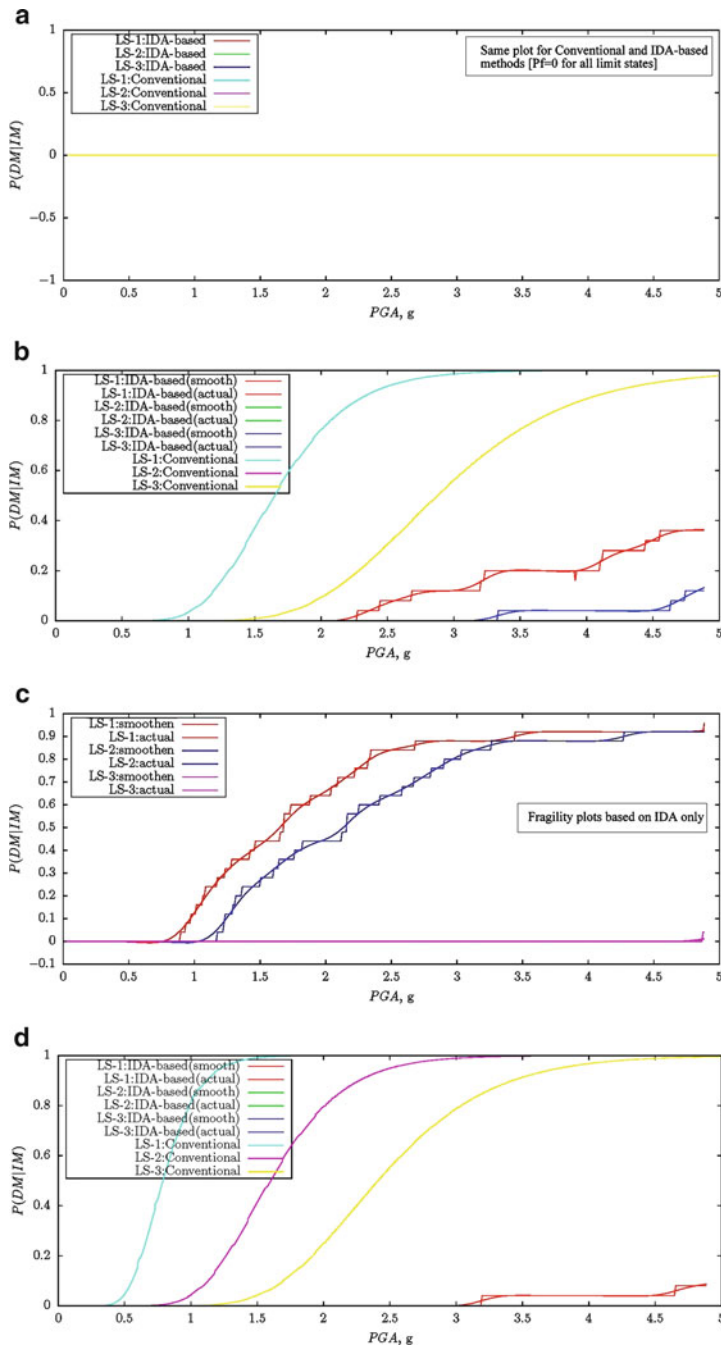 a
LS-1:IDA-based
LS-2:IDA-based
LS-3:IDA-based
LS-1:Conventional
LS-2:Conventional
LS-3:Conventional
Same plot for Conventional and IDA-based
methods [Pf=0 for all limit states]
P(DM|IM)
1
0.5
0
−0.5
−1
0 0.5 1 1.5 2 2.5 3 3.5 4 4.5 5
PGA, g
b
LS-1:IDA-based(smooth)
LS-1:IDA-based(actual)
LS-2:IDA-based(smooth)
LS-2:IDA-based(actual)
LS-3:IDA-based(smooth)
LS-3:IDA-based(actual)
LS-1:Conventional
LS-2:Conventional
LS-3:Conventional
P(DM|IM)
1
0.8
0.6
0.4
0.2
0
0 0.5 1 1.5 2 2.5 3 3.5 4 4.5 5
PGA, g
c
LS-1:smoothen
LS-1:actual
LS-2:smoothen
LS-2:actual
LS-3:smoothen
LS-3:actual
Fragility plots based on IDA only
P(DM|IM)
1
0.9
0.8
0.7
0.6
0.5
0.4
0.3
0.2
0.1
0
−0.1
0 0.5 1 1.5 2 2.5 3 3.5 4 4.5 5
PGA, g
d
LS-1:IDA-based(smooth)
LS-1:IDA-based(actual)
LS-2:IDA-based(smooth)
LS-2:IDA-based(actual)
LS-3:IDA-based(smooth)
LS-3:IDA-based(actual)
LS-1:Conventional
LS-2:Conventional
LS-3:Conventional
P(DM|IM)
1
0.8
0.6
0.4
0.2
0
0 0.5 1 1.5 2 2.5 3 3.5 4 4.5 5
PGA, g